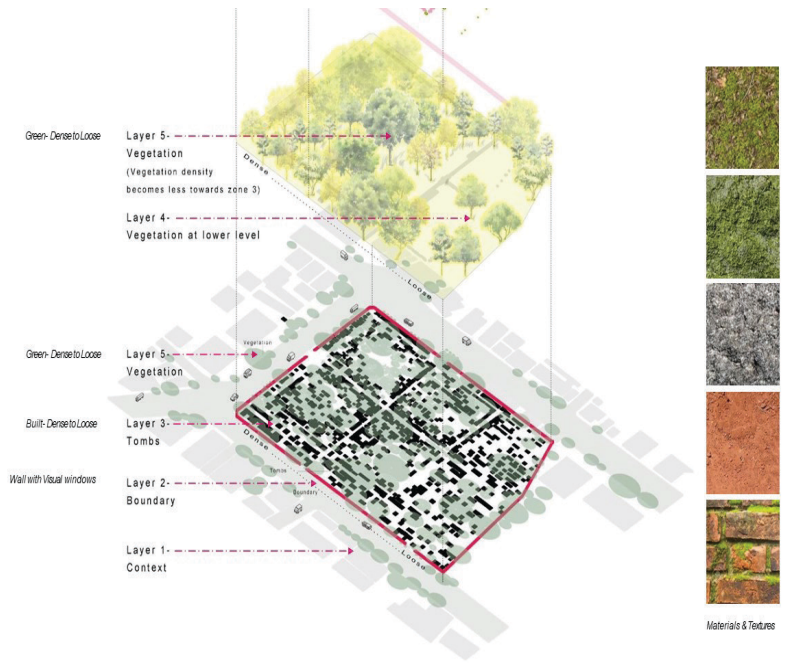 Green- Dense to Loose
Layer 5-
Vegetation
(Vegetation density
becomes less towards zone 3)
Dense
Layer 4-
Vegetation at lower level
Loose
Vegetation
Green- Dense to Loose
Layer 5-
Vegetation
Built- Dense to Loose
Layer 3-
Tombs
Dense
Tombs
Wall with Visual windows
Layer 2-
Boundary
Boundary
Layer 1-
Context
Loose
Materials & Textures